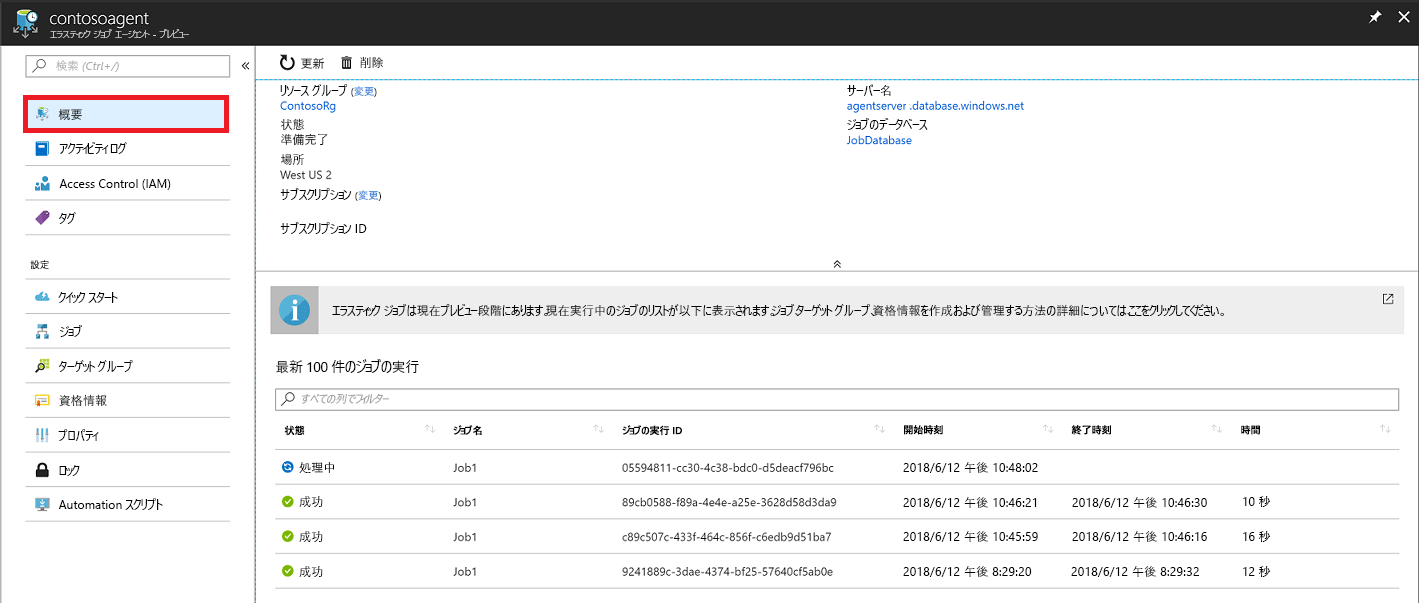 contosoagent
エラスティック ジョブ エージェント - プレビュー
検索 (Ctrl+/)
«
概要
アクティビティ ログ
Access Control (IAM)
タグ
設定
クイック スタート
ジョブ
ターゲット グループ
資格情報
プロパティ
ロック
Automation スクリプト
更新 削除
リソース グループ (変更)
ContosoRg
状態
準備完了
場所
West US 2
サブスクリプション (変更)
サブスクリプション ID
サーバー名
agentserver .database.windows.net
ジョブのデータベース
JobDatabase
エラスティック ジョブは現在プレビュー段階にあります,現在実行中のジョブのリストが以下に表示されます,ジョブ,ターゲット グループ,資格情報を作成および管理する方法の詳細については,ここをクリックしてください。
最新 100 件のジョブの実行
すべての列でフィルター
状態 ジョブ名 ジョブの実行 ID 開始時刻 終了時刻 時間
処理中 Job1 05594811-cc30-4c38-bdc0-d5deacf796bc 2018/6/12 午後 10:48:02
成功 Job1 89cb0588-f89a-4e4e-a25e-3628d58d3da9 2018/6/12 午後 10:46:21 2018/6/12 午後 10:46:30 10 秒
成功 Job1 c89c507c-433f-464c-856f-c6edb9d51ba7 2018/6/12 午後 10:45:59 2018/6/12 午後 10:46:16 16 秒
成功 Job1 9241889c-3dae-4374-bf25-57640cf5ab0e 2018/6/12 午後 8:29:20 2018/6/12 午後 8:29:32 12 秒